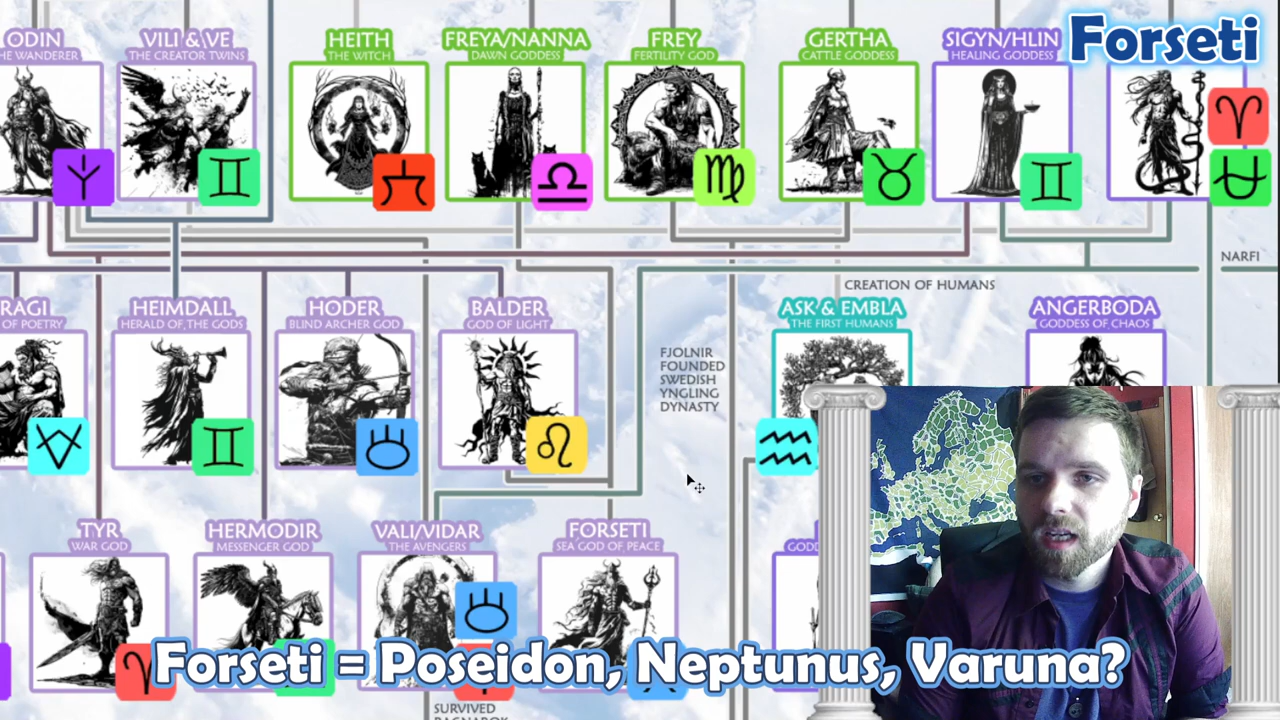 ODIN
HE WANDERER
VILI & VE
THE CREATOR TWINS
HEITH
THE WITCH
FREYA/NANNA
DAWN GODDESS
FREY
FERTILITY GOD
GERTHA
CATTLE GODDESS
SIGYN/HLIN
HEALING GODDESS
Forseti
NARFI
CREATION OF HUMANS
RAGI
OF POETRY
HEIMDALL
HERALD OF THE GODS
HODER
BLIND ARCHER GOD
BALDER
GOD OF LIGHT
FJOLNIR
FOUNDED
SWEDISH
YNGLING
DYNASTY
ASK & EMBLA
THE FIRST HUMANS
ANGERBODA
GODDESS OF CHAOS
TYR
WAR GOD
HERMODIR
MESSENGER GOD
VALI/VIDAR
THE AVENGERS
FORSETI
SEA GOD OF PEACE
GODD
Forseti = Poseidon, Neptunus, Varuna?
SURVIVED
RAGNAROK